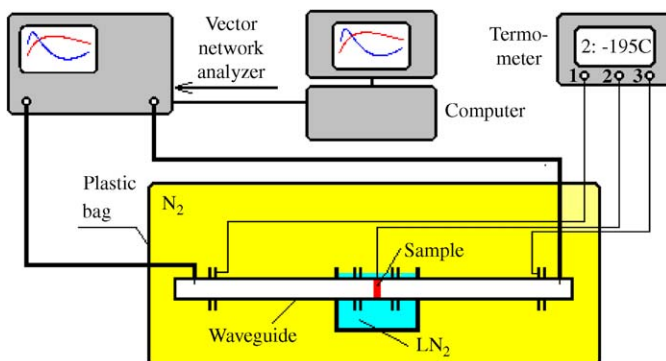 Vector
network
analyzer
Computer
Termo-
meter
2: -195C
1 2 3
Plastic
bag
N₂
Sample
Waveguide
LN₂